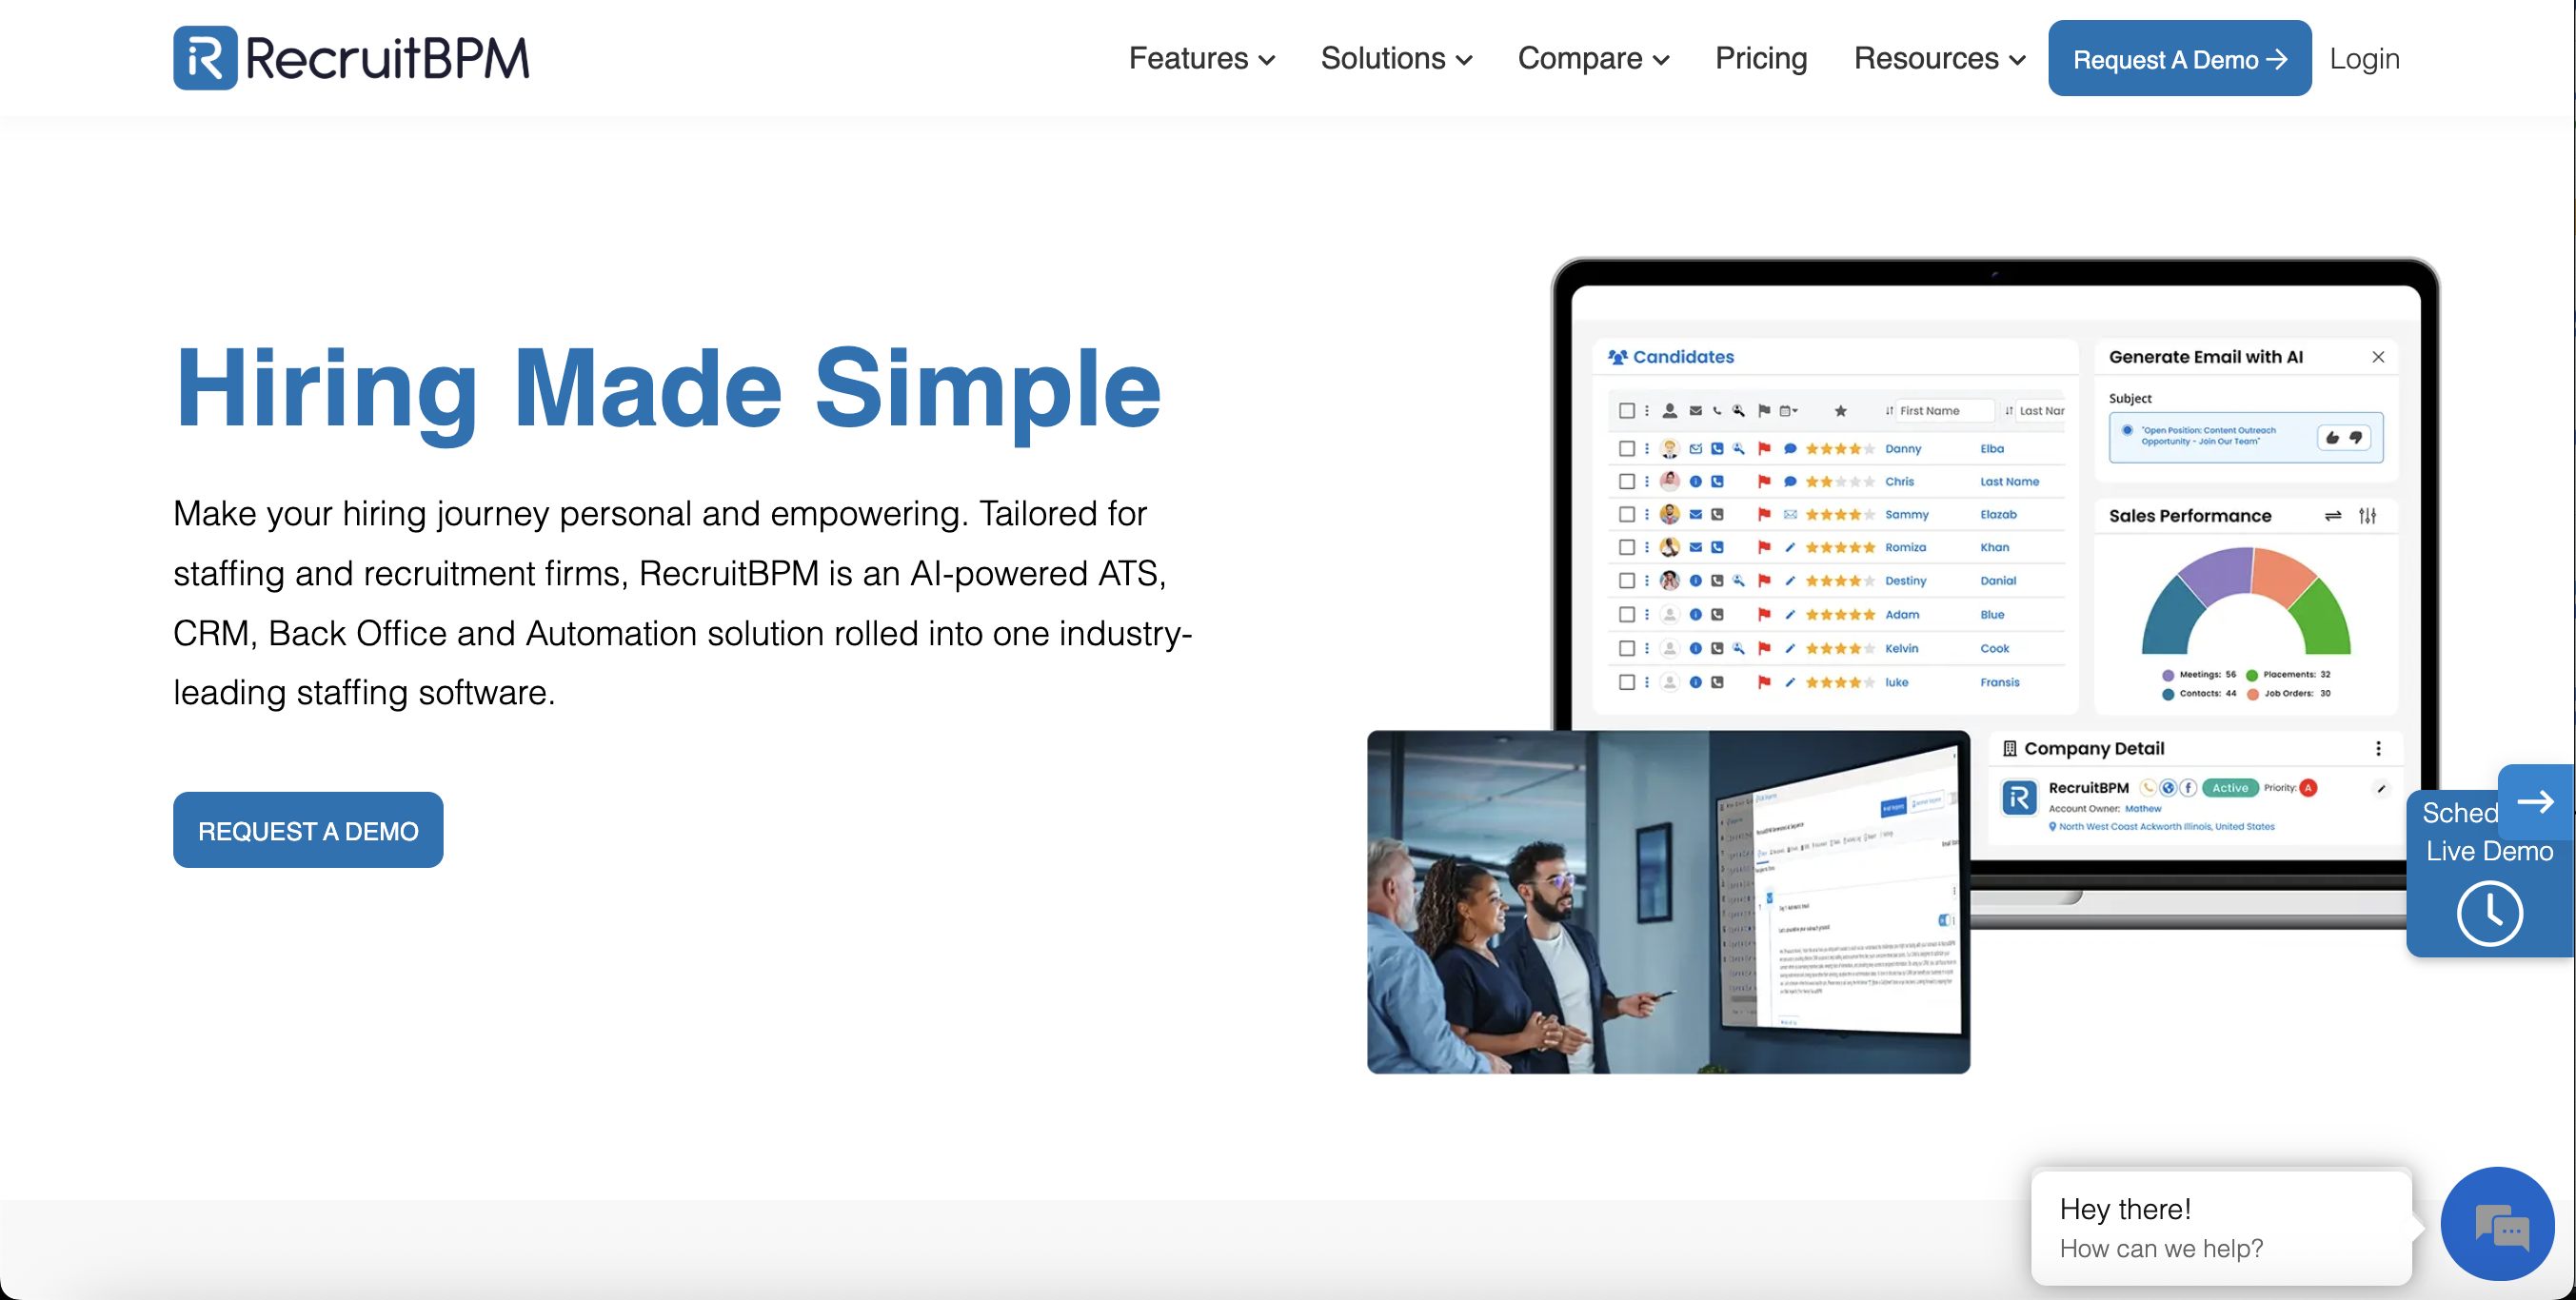 RecruitBPM
Features
Solutions
Compare
Pricing
Resources
Request A Demo →
Login
Hiring Made Simple
Make your hiring journey personal and empowering. Tailored for
staffing and recruitment firms, RecruitBPM is an AI-powered ATS,
CRM, Back Office and Automation solution rolled into one industry-
leading staffing software.
REQUEST A DEMO
Candidates
First Name
Last Nar
Danny Elba
Chris Last Name
Sammy Elazab
Romiza Khan
Destiny Danial
Adam Blue
Kelvin Cook
luke Fransis
Generate Email with AI
Subject
"Open Position: Content Outreach
Opportunity - Join Our Team"
Sales Performance
Meetings: 56 Placements: 32
Contacts: 44 Job Orders: 30
Company Detail
RecruitBPM Active Priority: A
Account Owner: Mathew
North West Coast Ackworth Illinois, United States
Sched
Live Demo
Hey there!
How can we help?